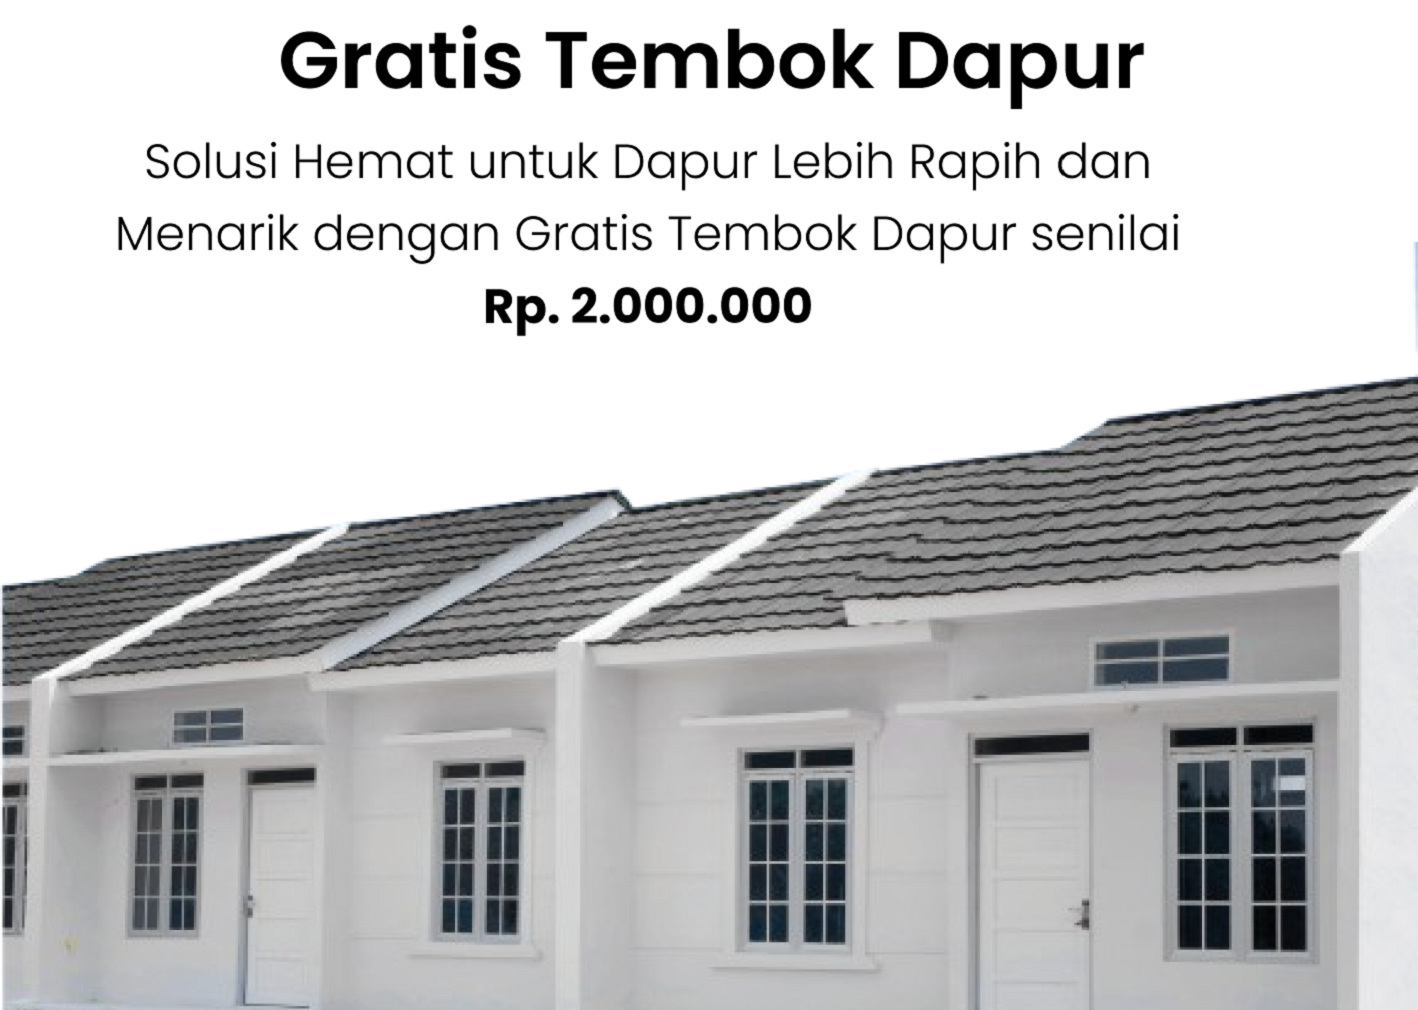 Gratis Tembok Dapur
Solusi Hemat untuk Dapur Lebih Rapih dan
Menarik dengan Gratis Tembok Dapur senilai
Rp. 2.000.000